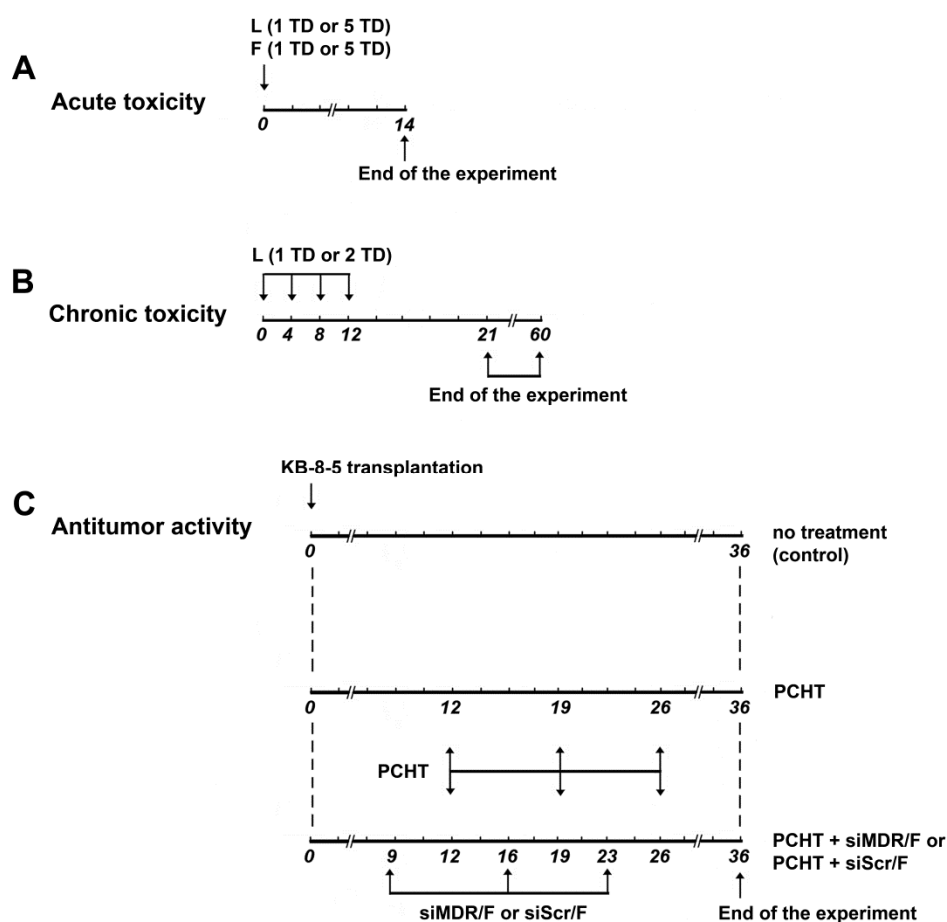 L (1 TD or 5 TD)
F (1 TD or 5 TD)
A
Acute toxicity
0 14
End of the experiment
L (1 TD or 2 TD)
B
Chronic toxicity
0 4 8 12 21 60
End of the experiment
KB-8-5 transplantation
C
Antitumor activity
0 36
no treatment
(control)
0 12 19 26 36
PCHT
PCHT
0 9 12 16 19 23 26 36
PCHT + siMDR/F or
PCHT + siScr/F
siMDR/F or siScr/F
End of the experiment